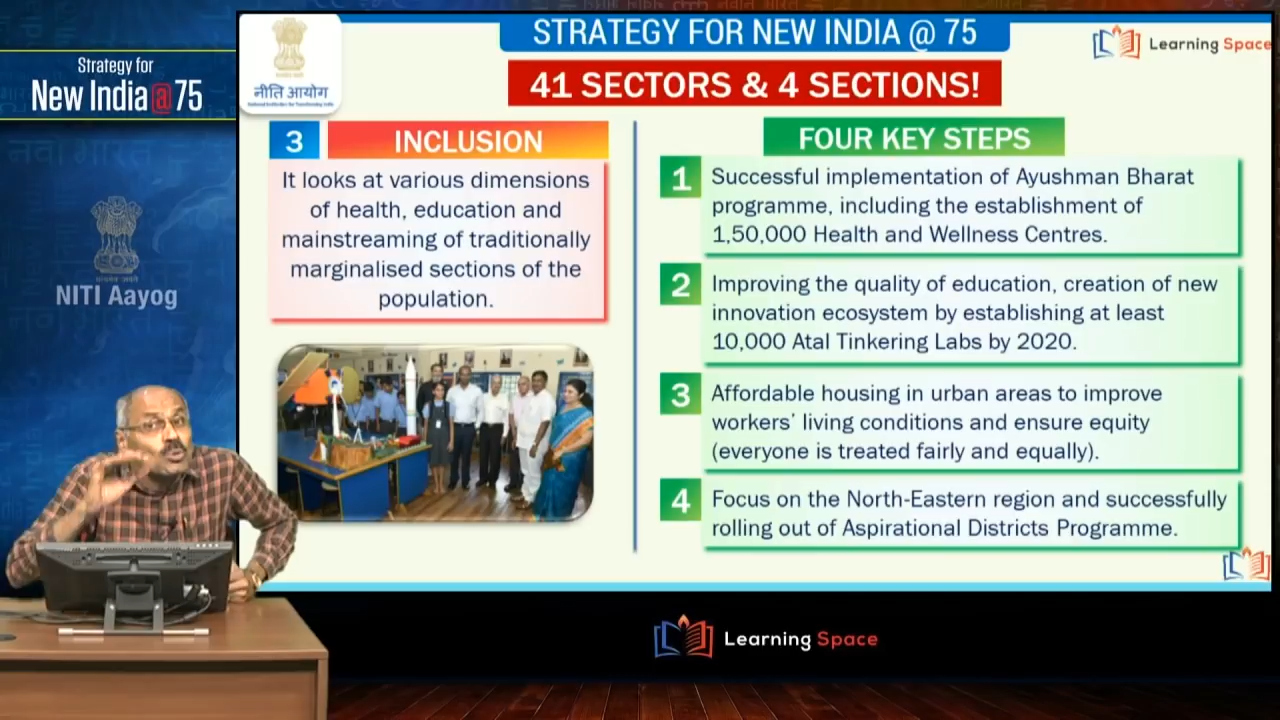 Strategy for
New India @ 75
नवा भारत
NITI Aayog
नीति आयोग
STRATEGY FOR NEW INDIA @ 75
41 SECTORS & 4 SECTIONS!
Learning Space
3 INCLUSION
It looks at various dimensions
of health, education and
mainstreaming of traditionally
marginalised sections of the
population.
FOUR KEY STEPS
1 Successful implementation of Ayushman Bharat
programme, including the establishment of
1,50,000 Health and Wellness Centres.
2 Improving the quality of education, creation of new
innovation ecosystem by establishing at least
10,000 Atal Tinkering Labs by 2020.
3 Affordable housing in urban areas to improve
workers' living conditions and ensure equity
(everyone is treated fairly and equally).
4 Focus on the North-Eastern region and successfully
rolling out of Aspirational Districts Programme.
Learning Space